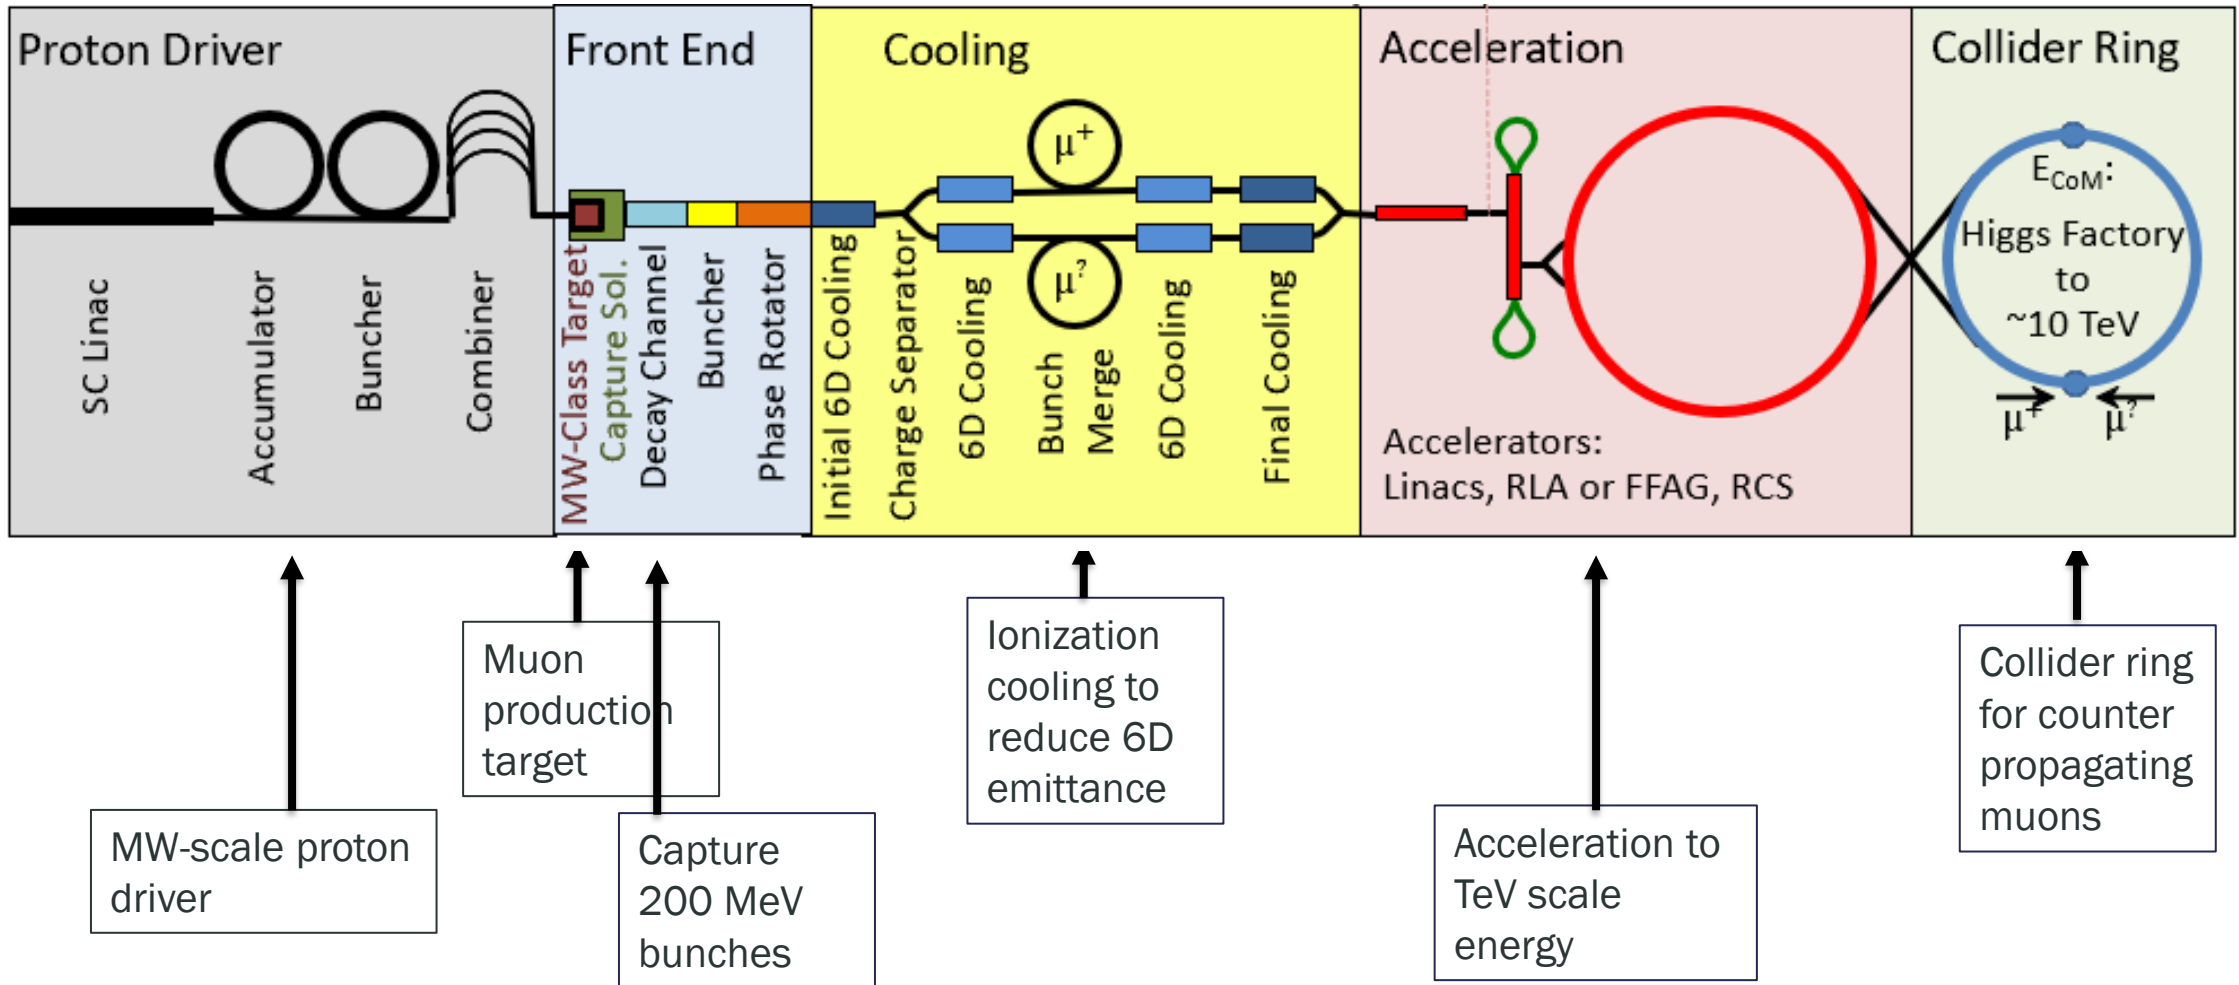 Proton Driver
Front End
Cooling
Acceleration
Collider Ring
SC Linac
Accumulator
Buncher
Combiner
MW-Class Target
Capture Sol.
Decay Channel
Buncher
Phase Rotator
Initial 6D Cooling
Charge Separator
6D Cooling
Bunch
Merge
6D Cooling
Final Cooling
μ+
μ?
Accelerators:
Linacs, RLA or FFAG, RCS
ECoM:
Higgs Factory
to
~10 TeV
μ+
μ?
MW-scale proton
driver
Muon
production
target
Capture
200 MeV
bunches
Ionization
cooling to
reduce 6D
emittance
Acceleration to
TeV scale
energy
Collider ring
for counter
propagating
muons